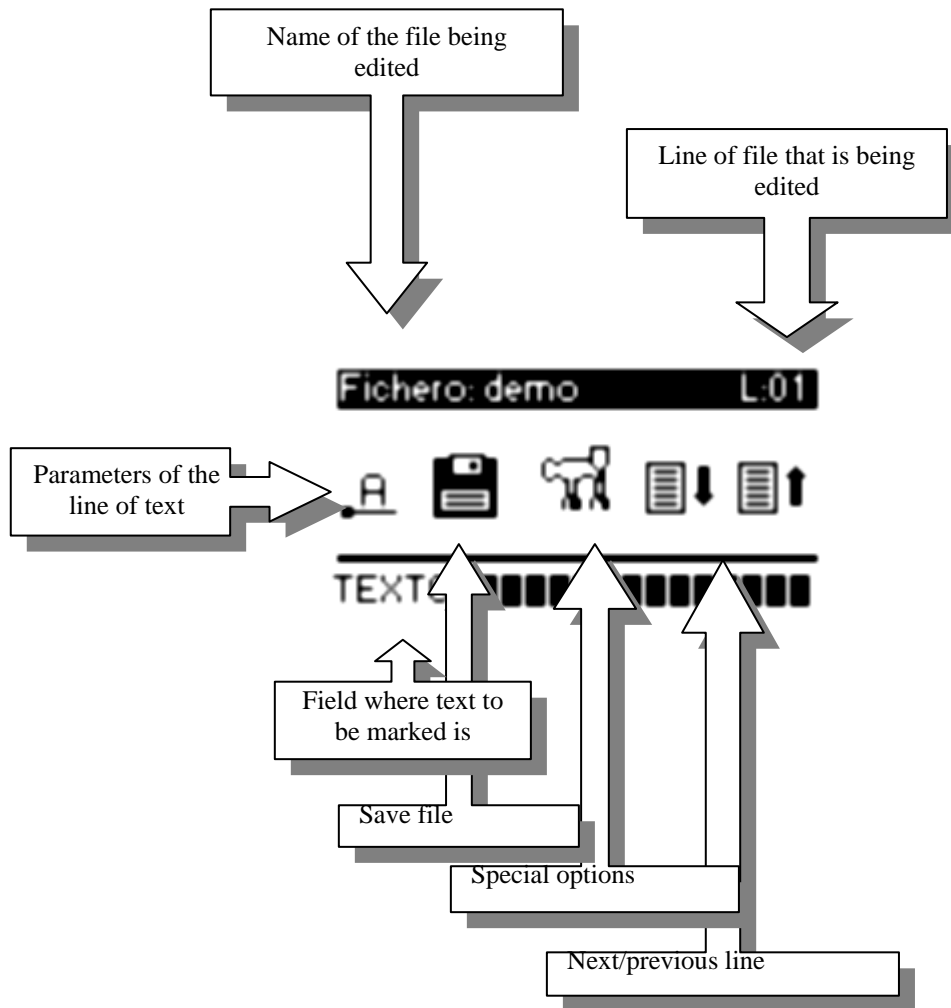 Name of the file being
edited
Line of file that is being
edited
Fichero: demo L:01
Parameters of the
line of text
A
TEXTO
Field where text to
be marked is
Save file
Special options
Next/previous line